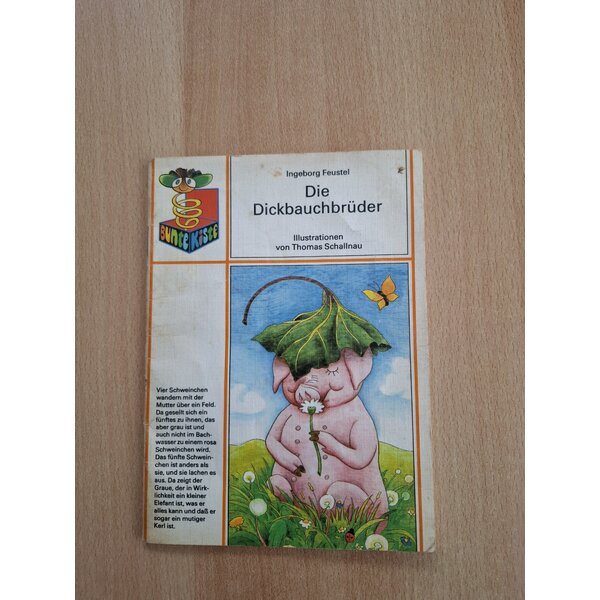 Ingeborg Feustel
Die
Dickbauchbrüder
Illustrationen
von Thomas Schallnau
BUNTE KISTE
Vier Schweinchen
wandern mit der
Mutter über ein Feld.
Da gesellt sich ein
fünftes zu ihnen, das
aber grau ist und
auch nicht im Bach-
wasser zu einem rosa
Schweinchen wird.
Das fünfte Schwein-
chen ist anders als
sie, und sie lachen es
aus. Da zeigt der
Graue, der in Wirk-
lichkeit ein kleiner
Elefant ist, was er
alles kann und daß er
sogar ein mutiger
Kerl ist.